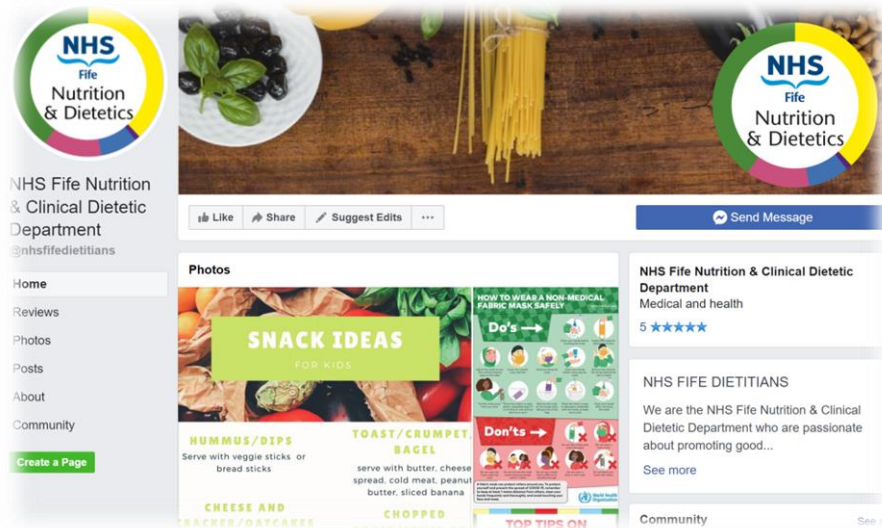 NHS
Fife
Nutrition
& Dietetics
NHS
Fife
Nutrition
& Dietetics
NHS Fife Nutrition
& Clinical Dietetic
Department
@nhsfifedietitians
Home
Reviews
Photos
Posts
About
Community
Create a Page
Like
Share
Suggest Edits
Send Message
Photos
SNACK IDEAS
FOR KIDS
HUMMUS/DIPS
Serve with veggie sticks or
bread sticks
CHEESE AND
CRACKER/OATCAKES
TOAST/CRUMPET,
BAGEL
serve with butter, cheese
spread, cold meat, peanut
butter, sliced banana
CHOPPED
HOW TO WEAR A NON-MEDICAL
FABRIC MASK SAFELY
Do's
Don'ts
World Health
Organization
TOP TIPS ON
NHS Fife Nutrition & Clinical Dietetic
Department
Medical and health
5
NHS FIFE DIETITIANS
We are the NHS Fife Nutrition & Clinical
Dietetic Department who are passionate
about promoting good...
See more
Community
See